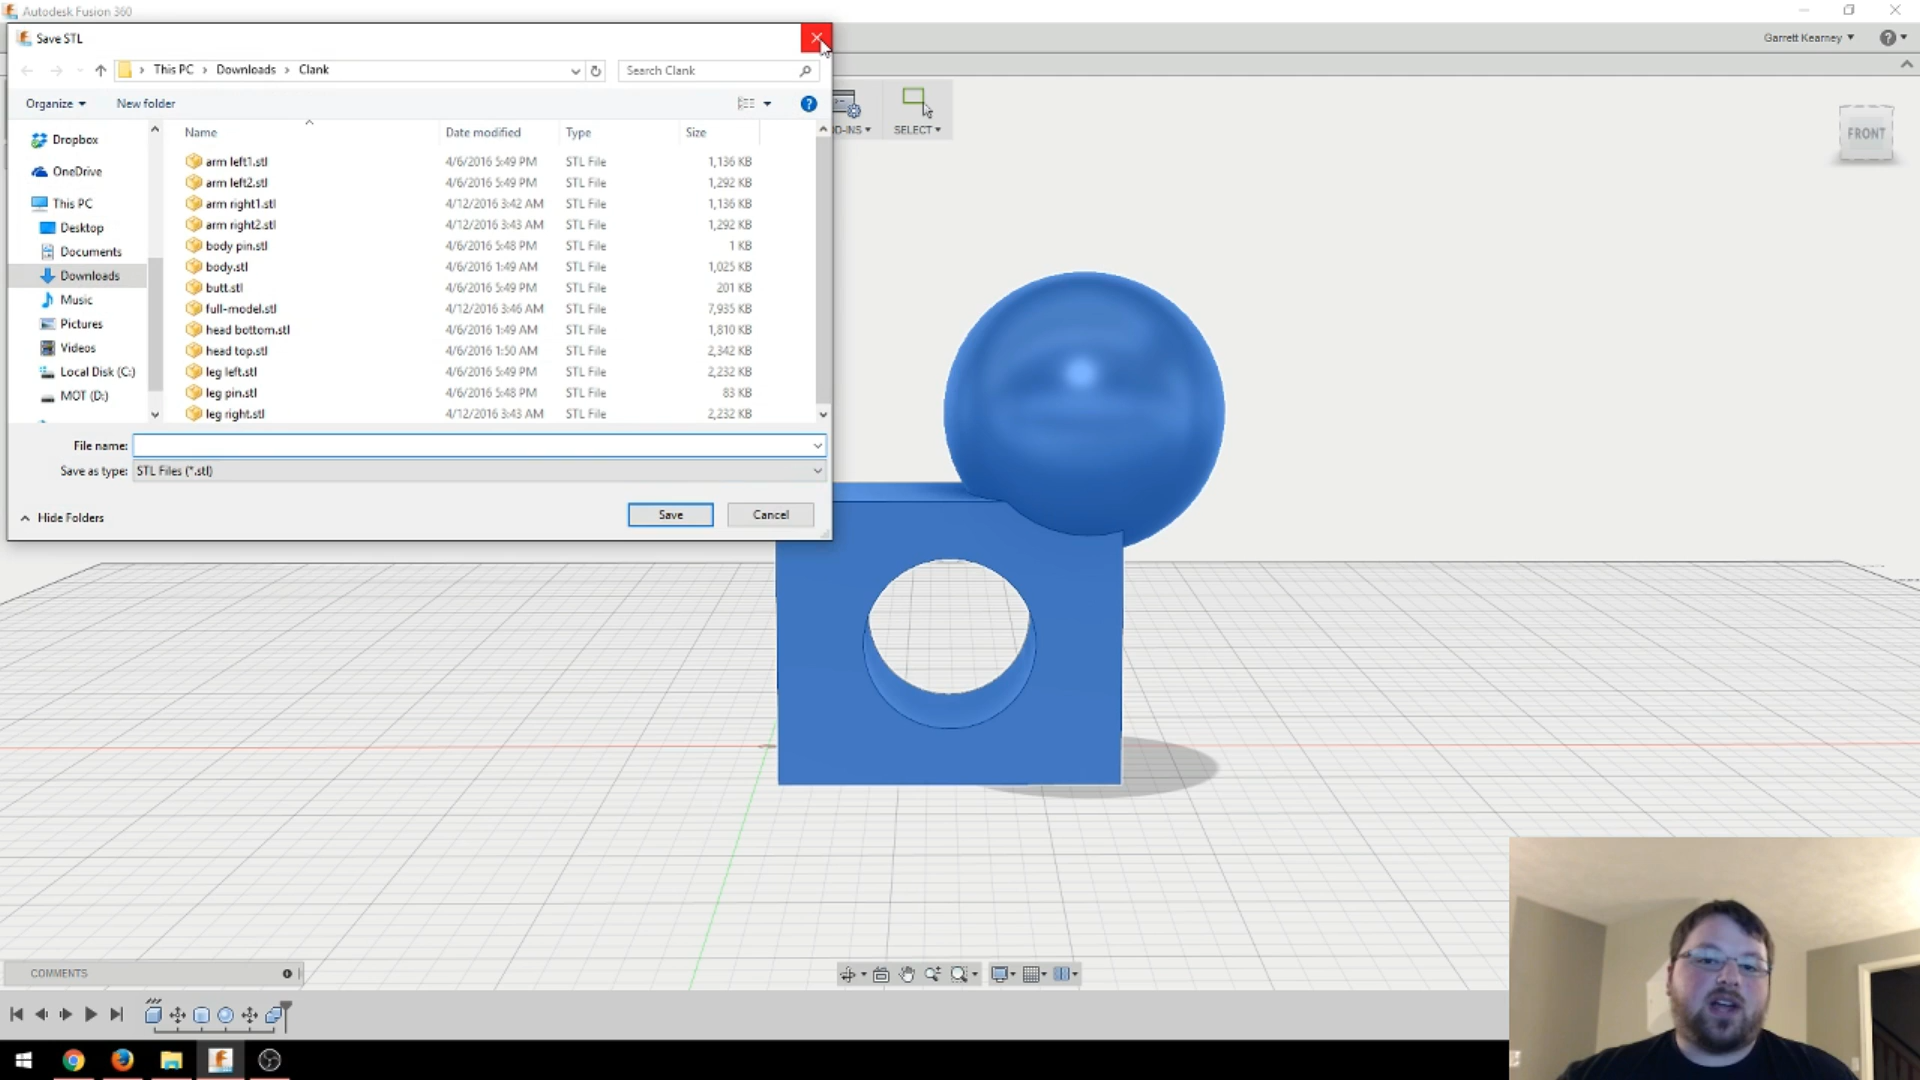 Autodesk Fusion 360
Save STL
Garrett Kearney
This PC > Downloads > Clank
Search Clank
Organize
New folder
SELECT
FRONT
Name
Date modified
Type
Size
Dropbox
OneDrive
This PC
Desktop
Documents
Downloads
Music
Pictures
Videos
Local Disk (C:)
MOT (D:)
arm left1.stl 4/6/2016 5:49 PM STL File 1,136 KB
arm left2.stl 4/6/2016 5:49 PM STL File 1,292 KB
arm right1.stl 4/12/2016 3:42 AM STL File 1,136 KB
arm right2.stl 4/12/2016 3:43 AM STL File 1,292 KB
body pin.stl 4/6/2016 5:48 PM STL File 1 KB
body.stl 4/6/2016 1:49 AM STL File 1,025 KB
butt.stl 4/6/2016 5:49 PM STL File 201 KB
full-model.stl 4/12/2016 3:46 AM STL File 7,935 KB
head bottom.stl 4/6/2016 1:49 AM STL File 1,810 KB
head top.stl 4/6/2016 1:50 AM STL File 2,342 KB
leg left.stl 4/6/2016 5:49 PM STL File 2,232 KB
leg pin.stl 4/6/2016 5:48 PM STL File 83 KB
leg right.stl 4/12/2016 3:43 AM STL File 2,232 KB
File name:
Save as type: STL Files (*.stl)
Hide Folders
Save
Cancel
COMMENTS